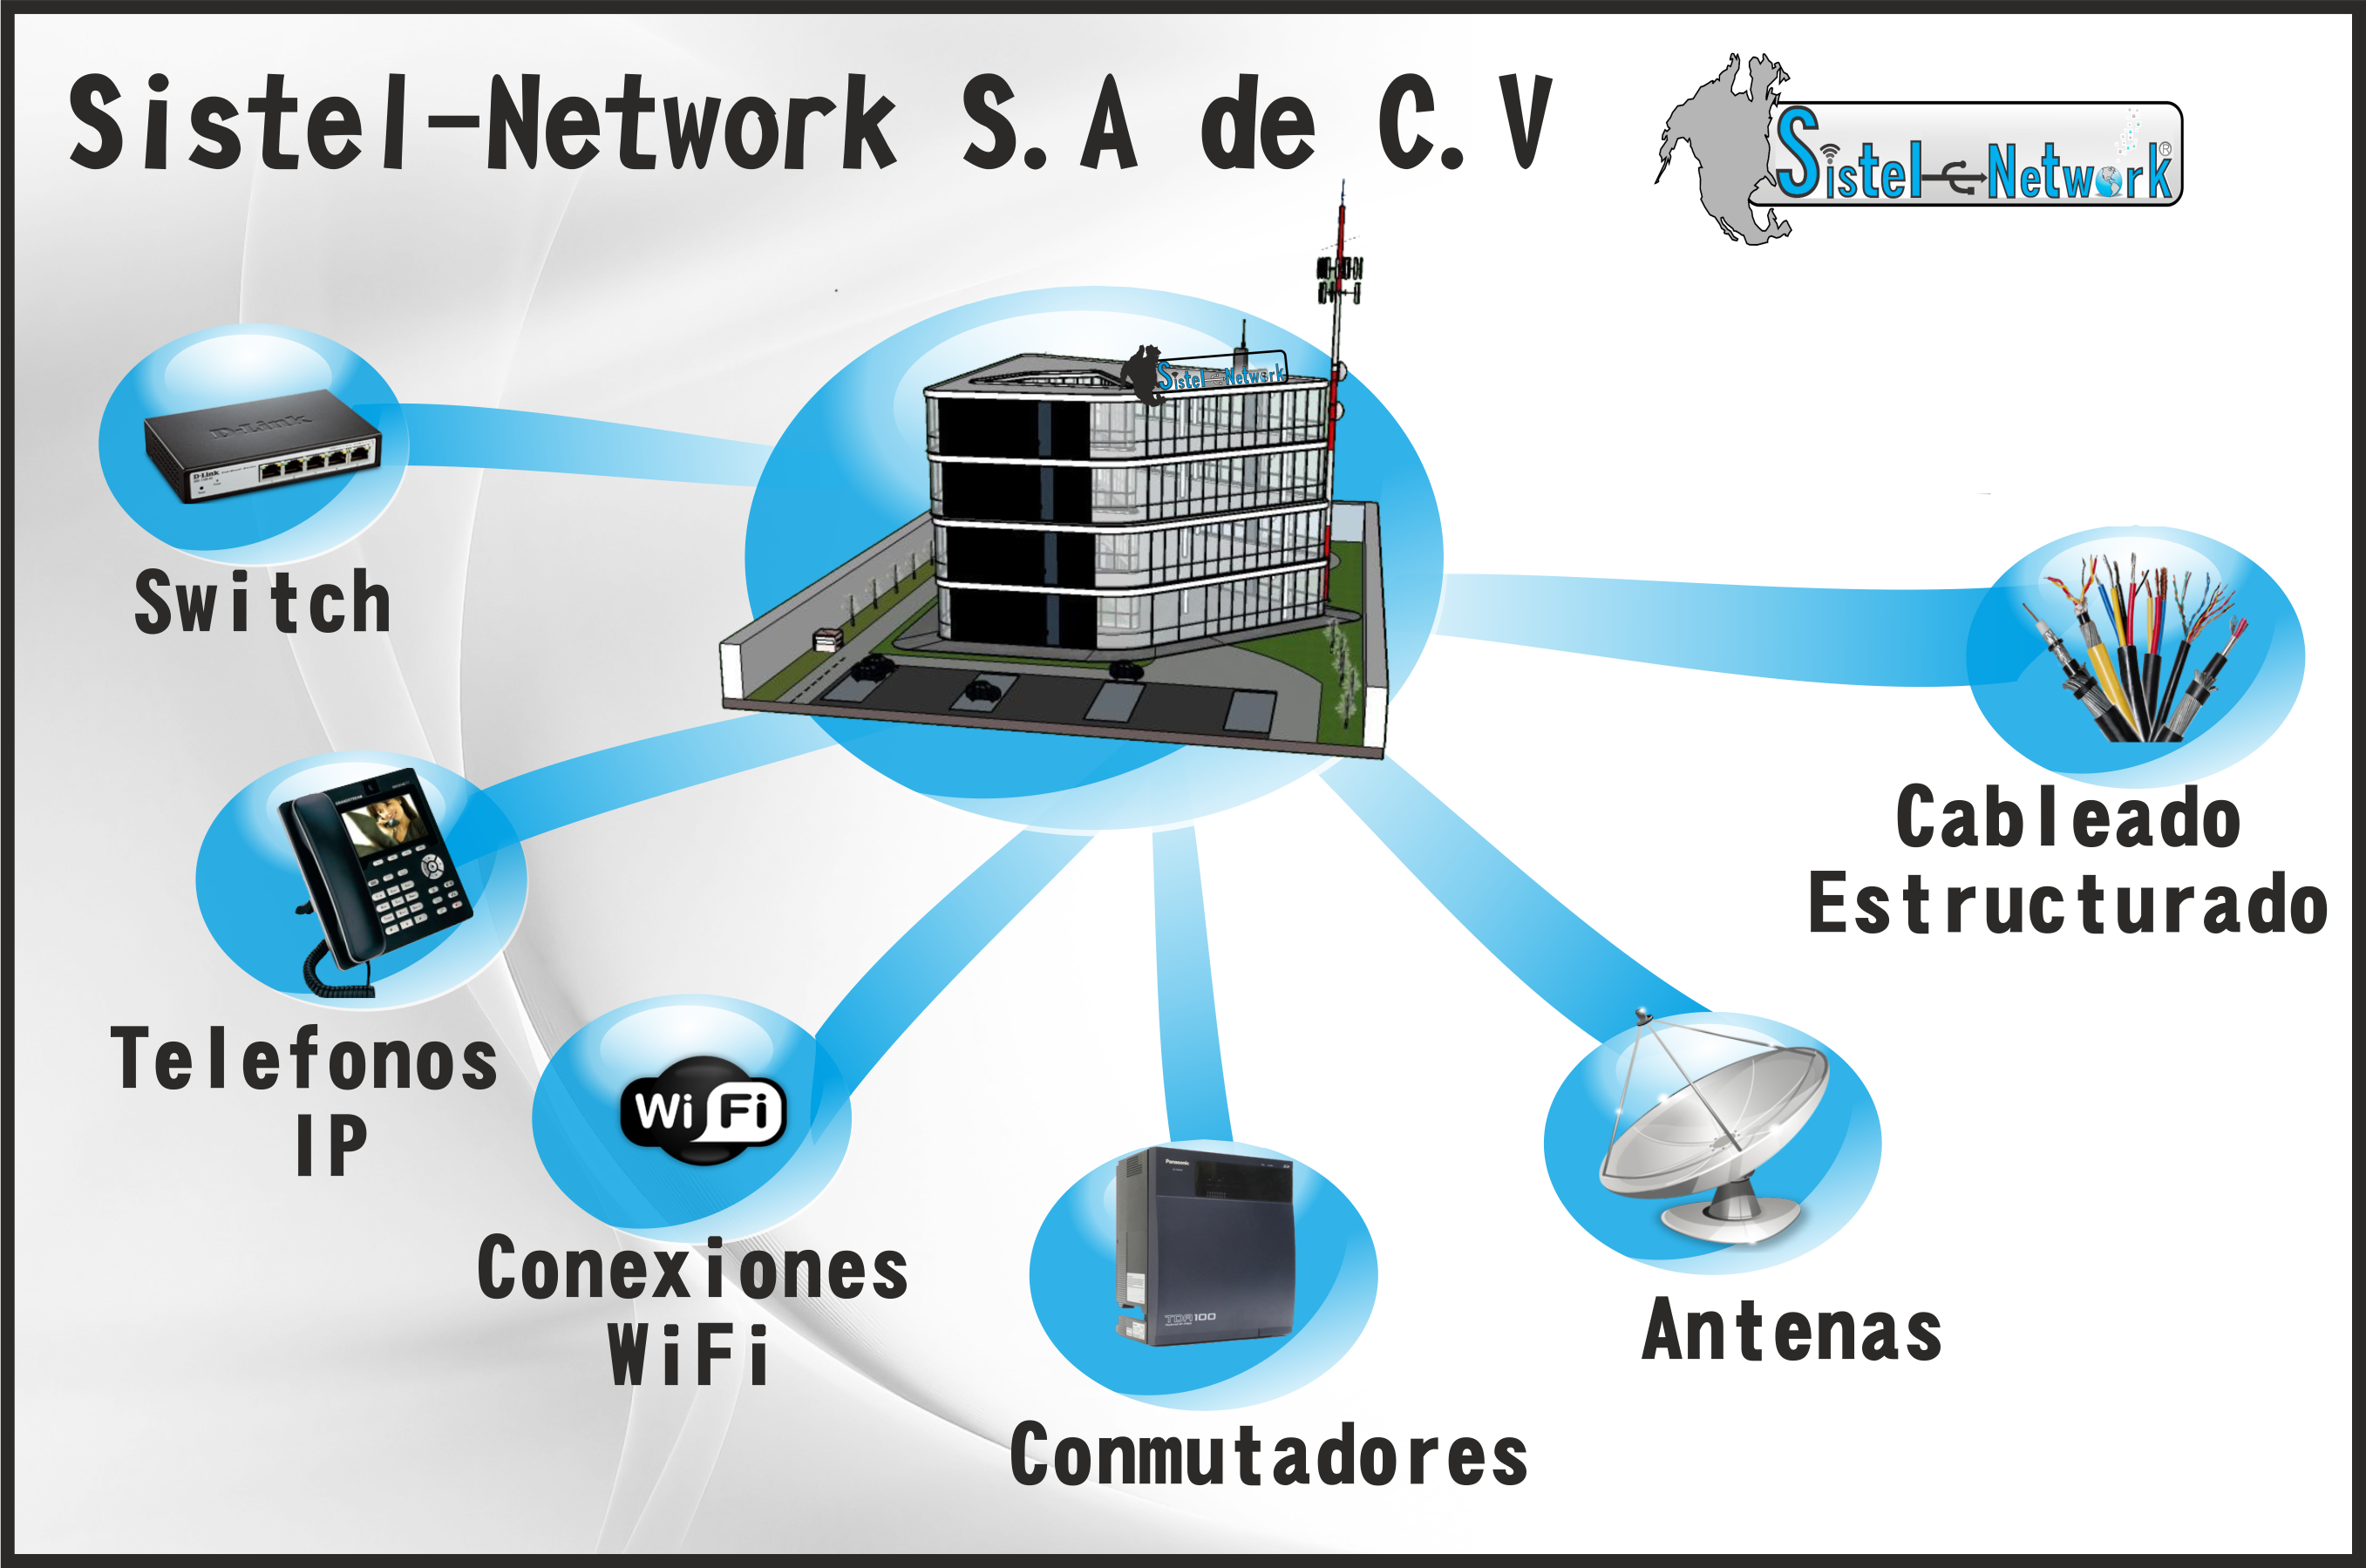 Sistel-Network S.A de C.V
Sistel-Network®
Sistel-Network
D-Link
D-Link
Switch
Cableado
Estructurado
Telefonos
IP
Wi Fi
Conexiones
WiFi
Panasonic
TDA100
Conmutadores
Antenas